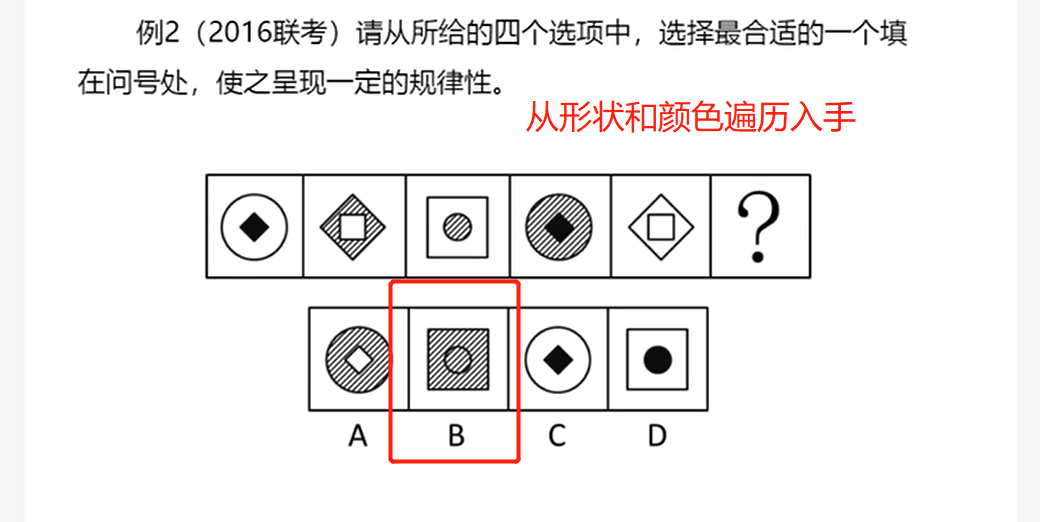 例2（2016联考）请从所给的四个选项中，选择最合适的一个填
在问号处，使之呈现一定的规律性。
从形状和颜色遍历入手
?
A B C D